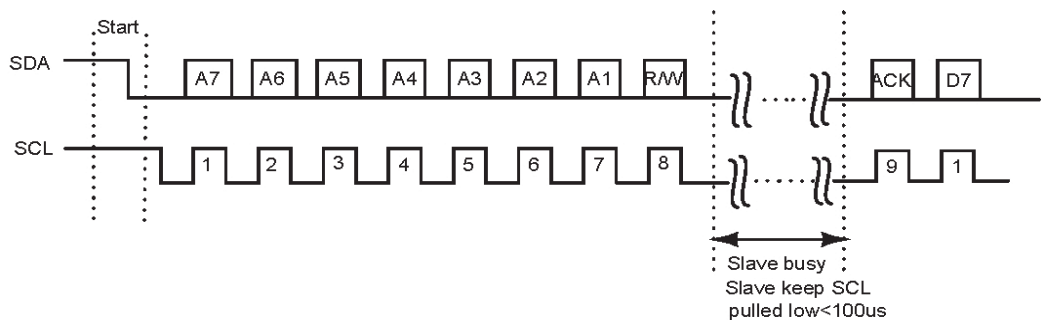 Start
SDA
A7 A6 A5 A4 A3 A2 A1 R/W ACK D7
SCL
1 2 3 4 5 6 7 8 9 1
Slave busy
Slave keep SCL
pulled low<100us